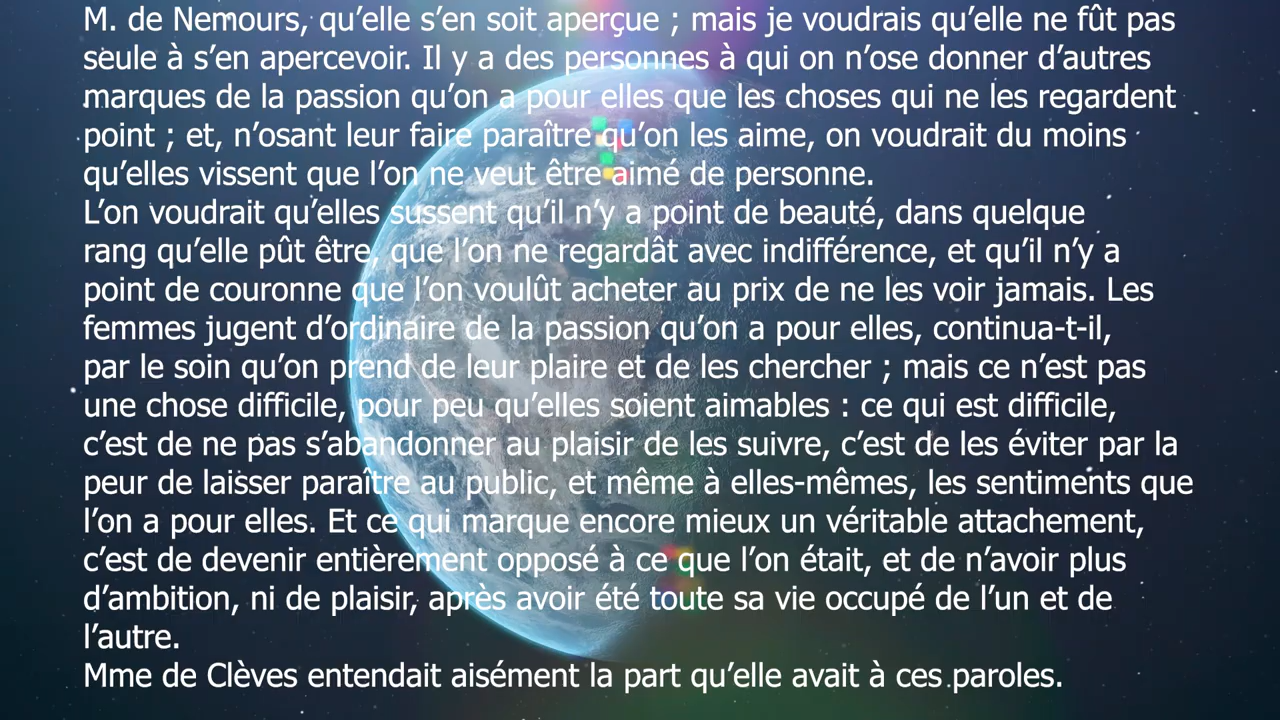 M. de Nemours, qu’elle s’en soit aperçue ; mais je voudrais qu’elle ne fût pas
seule à s’en apercevoir. Il y a des personnes à qui on n’ose donner d’autres
marques de la passion qu’on a pour elles que les choses qui ne les regardent
point ; et, n’osant leur faire paraître qu’on les aime, on voudrait du moins
qu’elles vissent que l’on ne veut être aimé de personne.
L’on voudrait qu’elles sussent qu’il n’y a point de beauté, dans quelque
rang qu’elle pût être, que l’on ne regardât avec indifférence, et qu’il n’y a
point de couronne que l’on voulût acheter au prix de ne les voir jamais. Les
femmes jugent d’ordinaire de la passion qu’on a pour elles, continua-t-il,
par le soin qu’on prend de leur plaire et de les chercher ; mais ce n’est pas
une chose difficile, pour peu qu’elles soient aimables : ce qui est difficile,
c’est de ne pas s’abandonner au plaisir de les suivre, c’est de les éviter par la
peur de laisser paraître au public, et même à elles-mêmes, les sentiments que
l’on a pour elles. Et ce qui marque encore mieux un véritable attachement,
c’est de devenir entièrement opposé à ce que l’on était, et de n’avoir plus
d’ambition, ni de plaisir, après avoir été toute sa vie occupé de l’un et de
l’autre.
Mme de Clèves entendait aisément la part qu’elle avait à ces paroles.